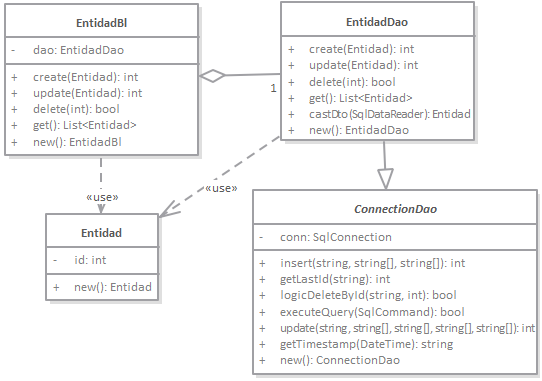 EntidadBl
- dao: EntidadDao
+ create(Entidad): int
+ update(Entidad): int
+ delete(int): bool
+ get(): List<Entidad>
+ new(): EntidadBl
1
EntidadDao
+ create(Entidad): int
+ update(Entidad): int
+ delete(int): bool
+ get(): List<Entidad>
+ castDto(SqlDataReader): Entidad
+ new(): EntidadDao
«use»
«use»
Entidad
- id: int
+ new(): Entidad
ConnectionDao
- conn: SqlConnection
+ insert(string, string[], string[]): int
+ getLastId(string): int
+ logicDeleteById(string, int): bool
+ executeQuery(SqlCommand): bool
+ update(string, string[], string[], string[], string[]): int
+ getTimestamp(DateTime): string
+ new(): ConnectionDao